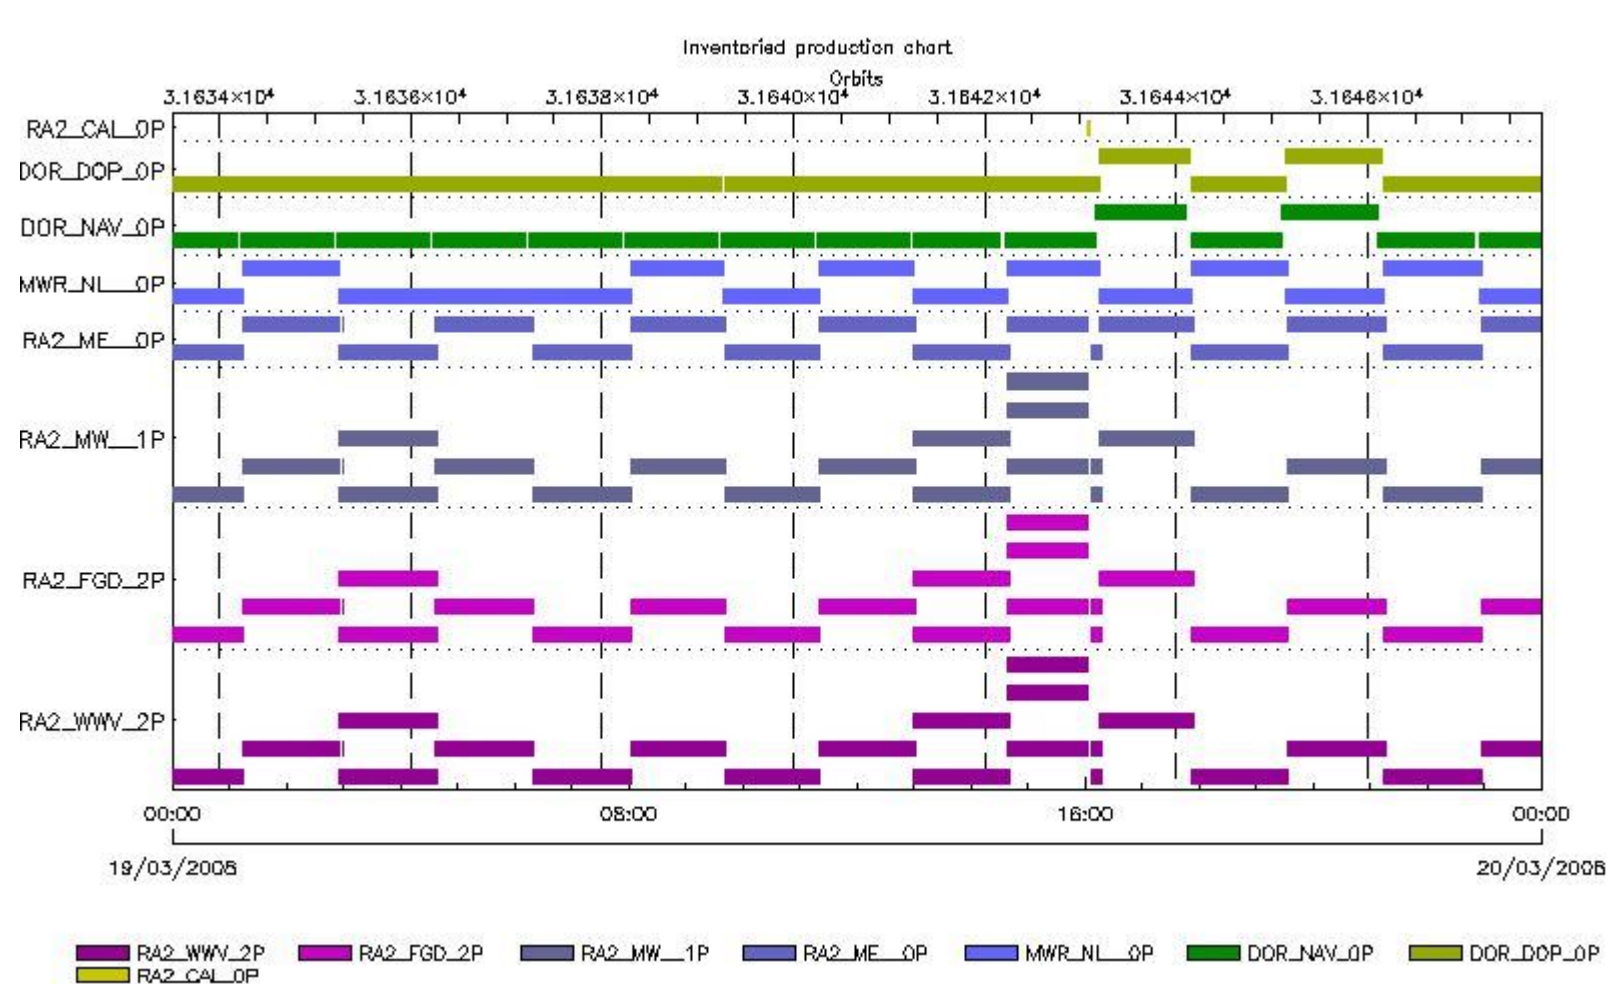 Inventoried production chart
Orbits
3.1634×10⁴ 3.1636×10⁴ 3.1638×10⁴ 3.1640×10⁴ 3.1642×10⁴ 3.1644×10⁴ 3.1646×10⁴
RA2_CAL_0P
DOR_DOP_0P
DOR_NAV_0P
MWR_NL__0P
RA2_ME__0P
RA2_MW__1P
RA2_FGD_2P
RA2_WWV_2P
00:00 08:00 16:00 00:00
19/03/2008 20/03/2008
RA2_WWV_2P RA2_FGD_2P RA2_MW__1P RA2_ME__0P MWR_NL__0P DOR_NAV_0P DOR_DOP_0P
RA2_CAL_0P